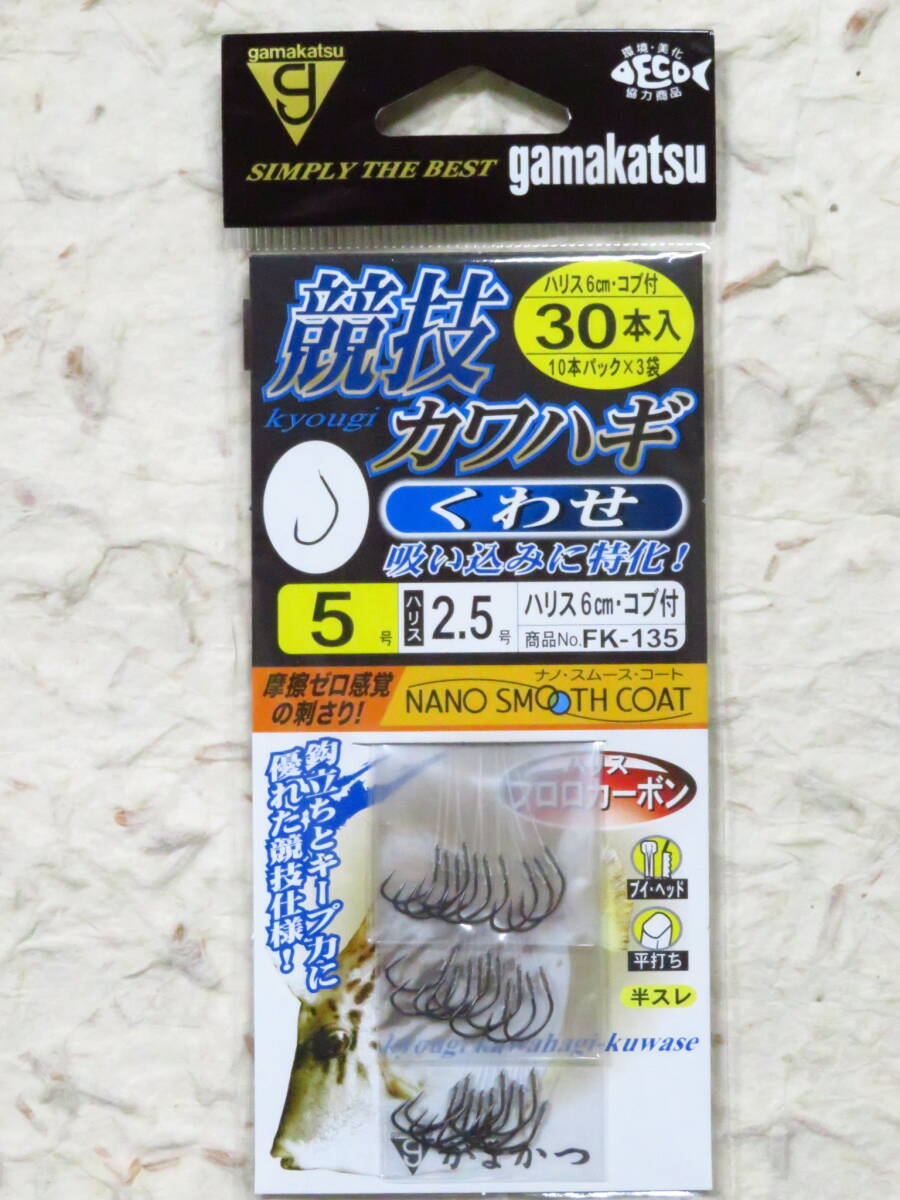 gamakatsu
SIMPLY THE BEST
環境・美化
ECO
協力商品
gamakatsu
競技
kyougi
カワハギ
ハリス6cm・コブ付
30本入
10本パック×3袋
くわせ
吸い込みに特化!
5号
ハリス 2.5号
ハリス6cm・コブ付
商品No.FK-135
摩擦ゼロ感覚
の刺さり!
ナノ・スムース・コート
NANO SMOOTH COAT
鈎立ちとキープ力に
優れた競技仕様!
ハリス
フロロカーボン
ブイ・ヘッド
平打ち
半スレ
kyougi kawahagi-kuwase
がまかつ